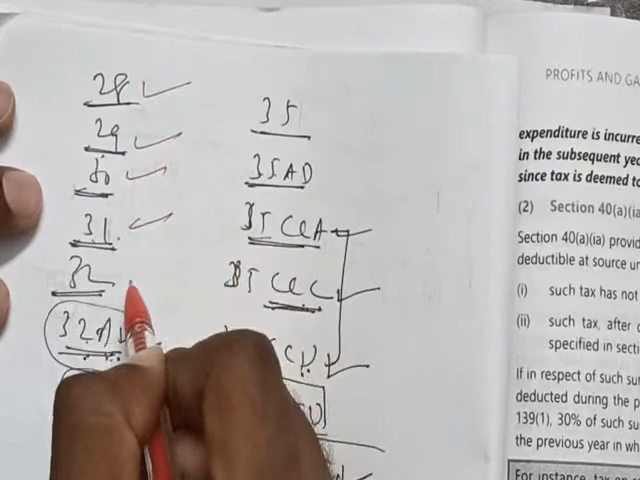 28
29
30
31.
32
32A
35
35AD
35CCA
35CCC
PROFITS AND GA
expenditure is incurre
in the subsequent yea
since tax is deemed to
(2) Section 40(a)(ia
Section 40(a)(ia) provid
deductible at source un
(i) such tax has not
(ii) such tax, after d
specified in secti
If in respect of such su
deducted during the p
139(1), 30% of such su
the previous year in wh
For instance, tax on